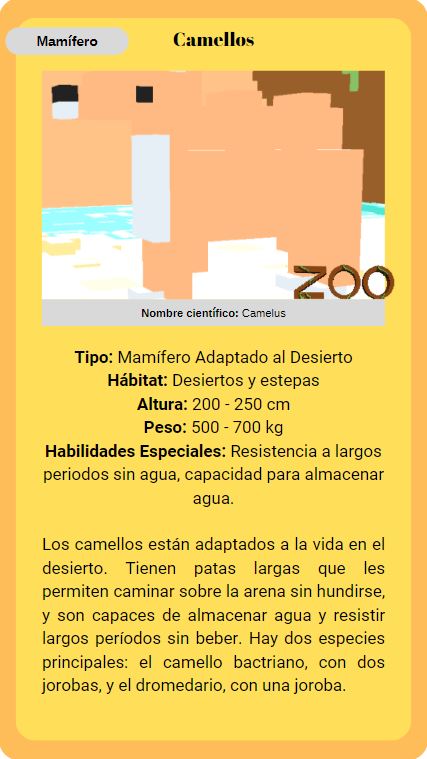 Mamífero
Camellos
ZOO
Nombre científico: Camelus
Tipo: Mamífero Adaptado al Desierto
Hábitat: Desiertos y estepas
Altura: 200 - 250 cm
Peso: 500 - 700 kg
Habilidades Especiales: Resistencia a largos
periodos sin agua, capacidad para almacenar
agua.
Los camellos están adaptados a la vida en el
desierto. Tienen patas largas que les
permiten caminar sobre la arena sin hundirse,
y son capaces de almacenar agua y resistir
largos períodos sin beber. Hay dos especies
principales: el camello bactriano, con dos
jorobas, y el dromedario, con una joroba.